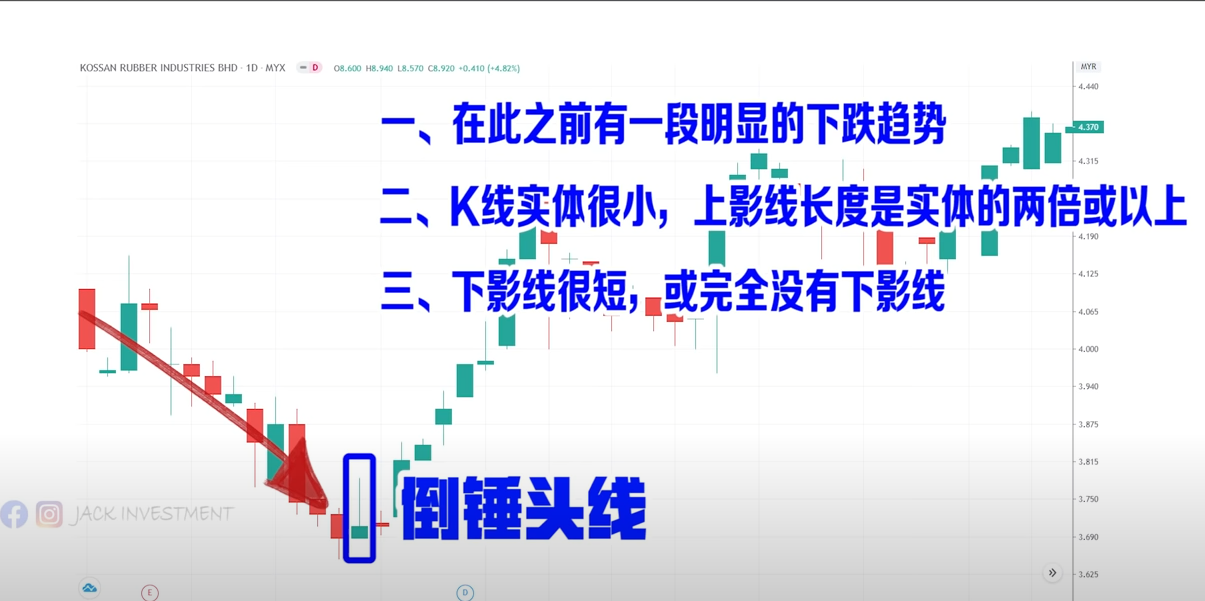 KOSSAN RUBBER INDUSTRIES BHD · 1D · MYX D O8.600 H8.940 L8.570 C8.920 +0.410 (+4.82%)
MYR
4.440
一、在此之前有一段明显的下跌趋势
4.370
4.315
二、K线实体很小，上影线长度是实体的两倍或以上
4.190
4.125
三、下影线很短，或完全没有下影线
4.065
4.000
3.940
3.875
3.815
3.750
倒锤头线
JACK INVESTMENT
3.690
3.625
E
D